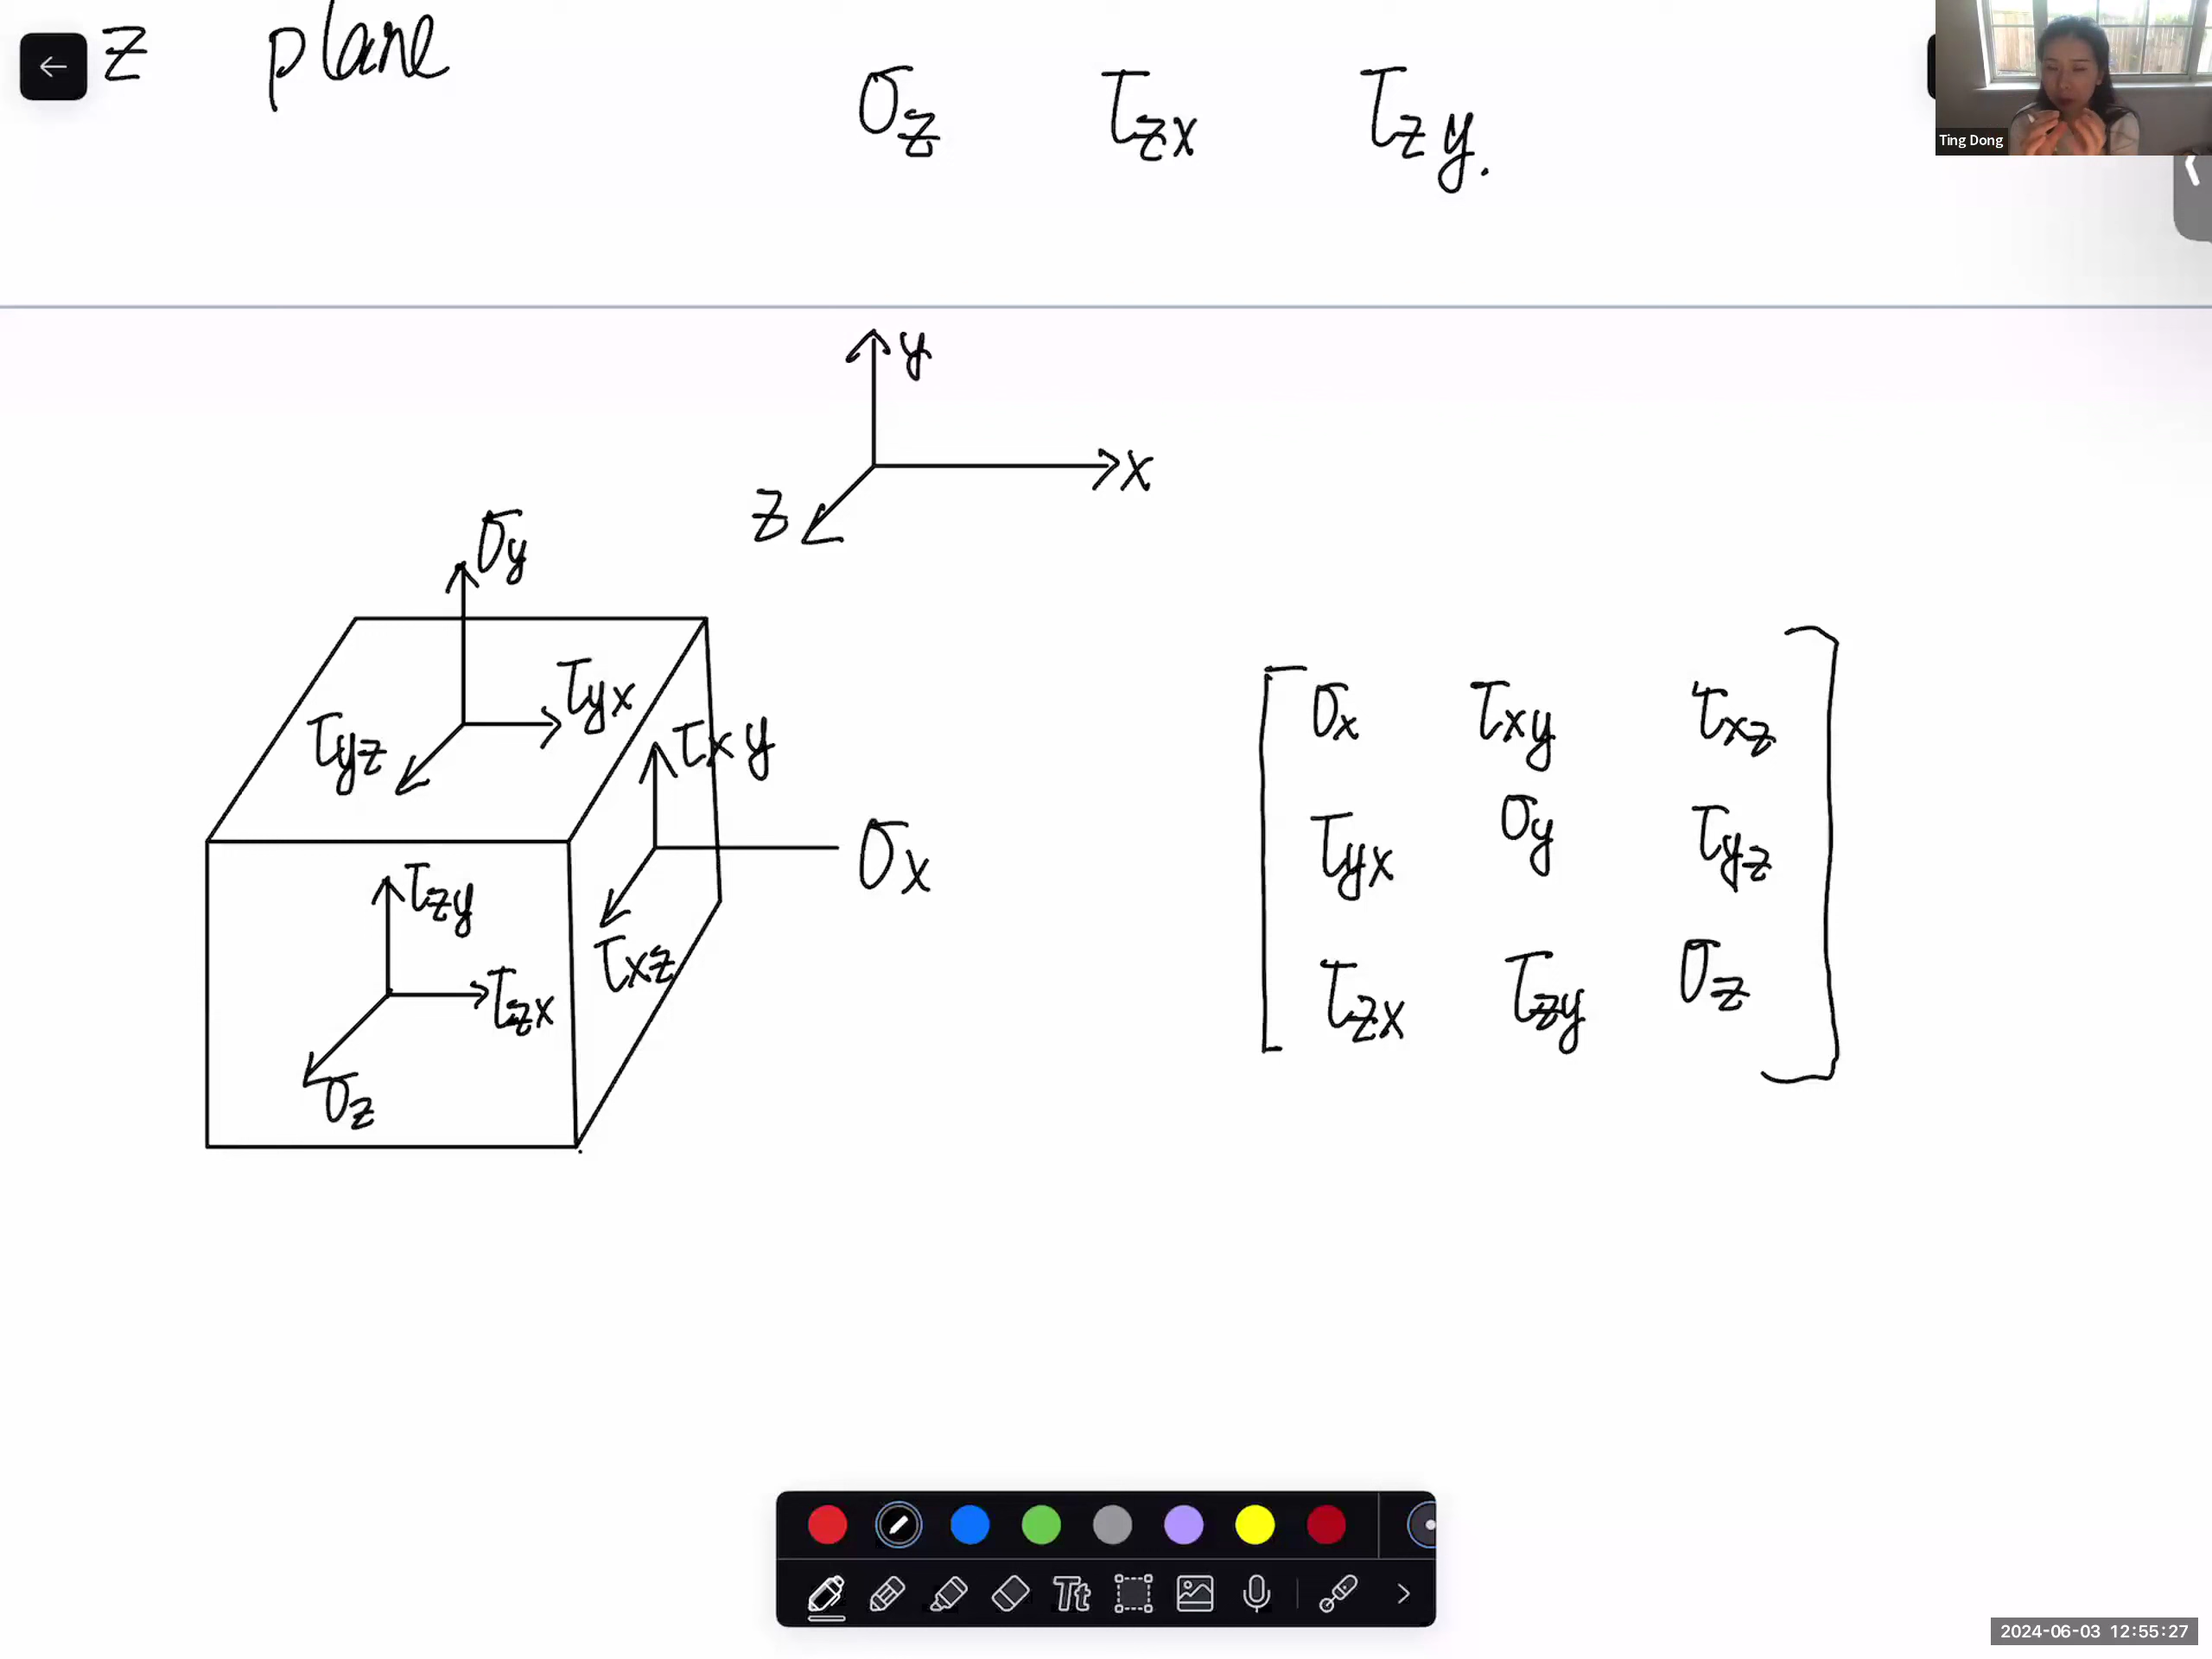 z plane
σz τzx τzy.
Ting Dong
y
x
z
σy
τyx
τyz
τxy
σx
τxz
τzy
τzx
σz
σx τxy τxz
τyx σy τyz
τzx τzy σz
Tt
2024-06-03 12:55:27